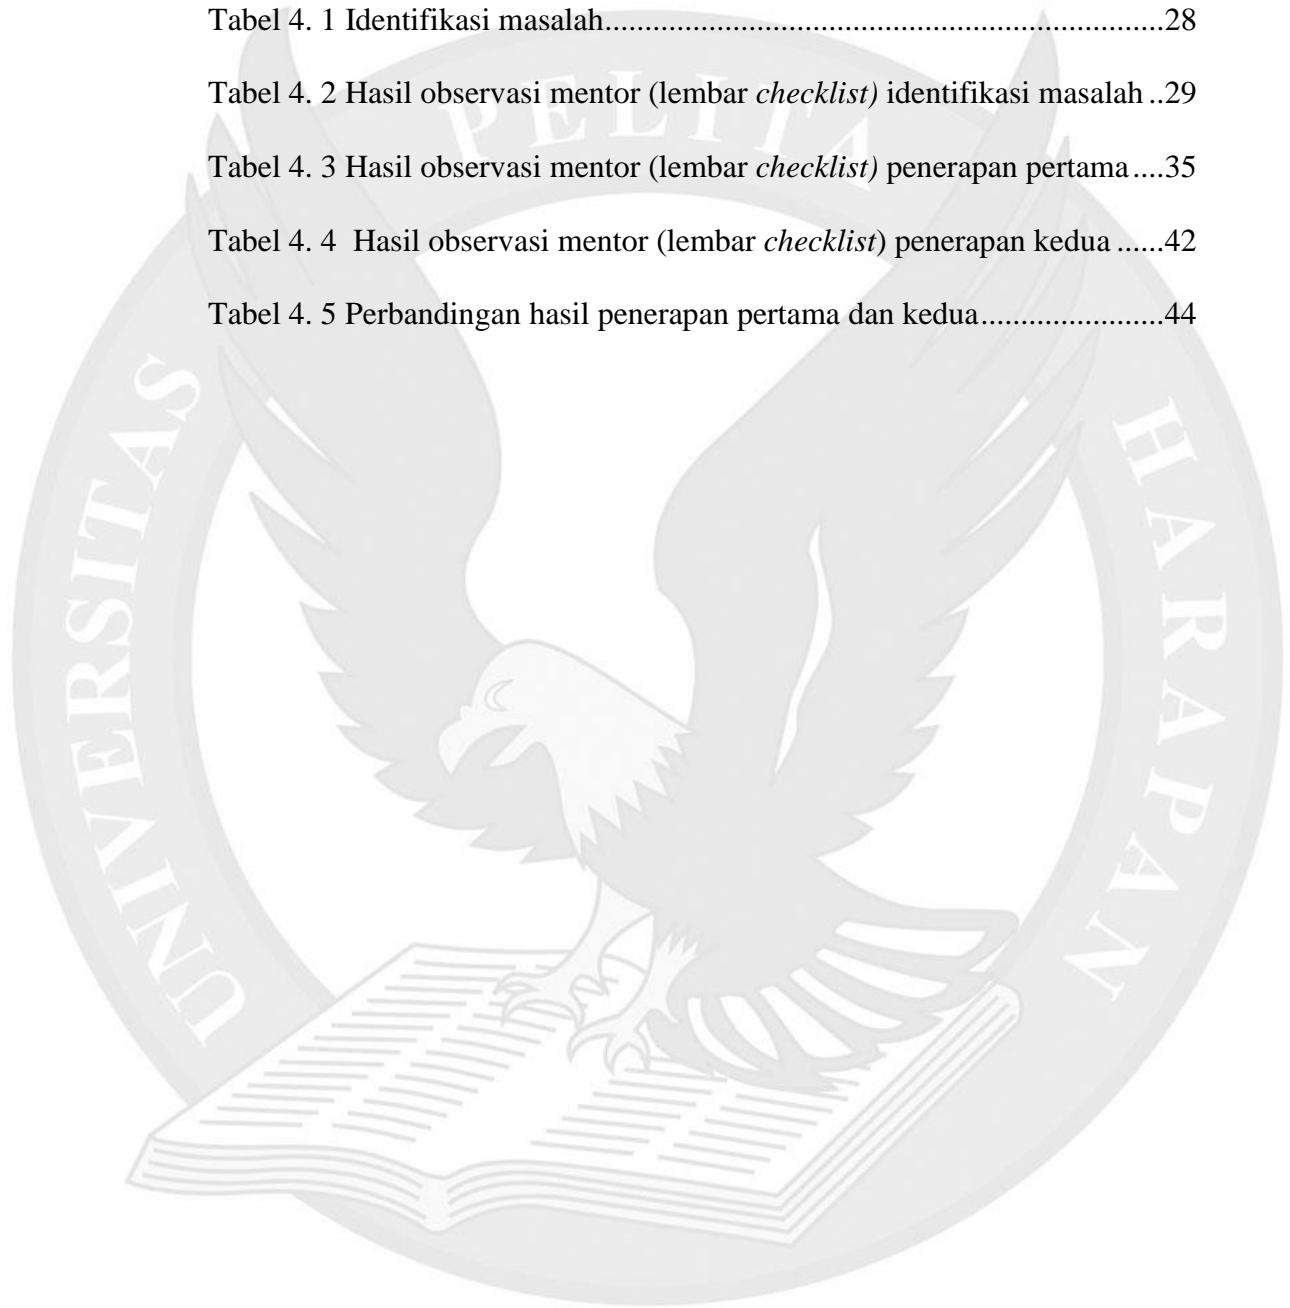 Tabel 4. 1 Identifikasi masalah.....................................................................28
Tabel 4. 2 Hasil observasi mentor (lembar checklist) identifikasi masalah ..29
Tabel 4. 3 Hasil observasi mentor (lembar checklist) penerapan pertama ....35
Tabel 4. 4  Hasil observasi mentor (lembar checklist) penerapan kedua ......42
Tabel 4. 5 Perbandingan hasil penerapan pertama dan kedua.......................44
UNIVERSITAS
PELITA
HARAPAN